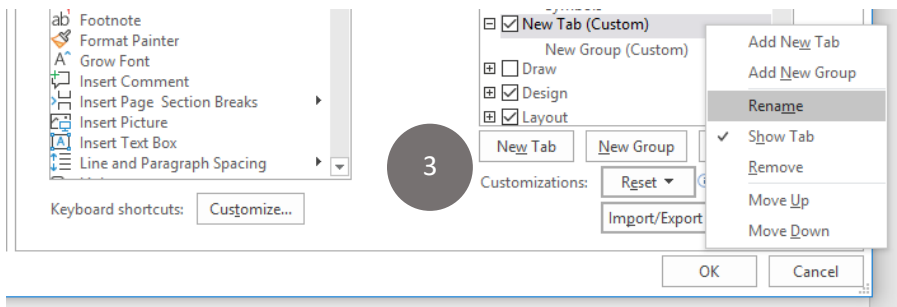 ab Footnote
Format Painter
A Grow Font
Insert Comment
Insert Page Section Breaks
Insert Picture
A Insert Text Box
Line and Paragraph Spacing
Keyboard shortcuts: Customize...
New Tab (Custom)
New Group (Custom)
Draw
Design
Layout
New Tab New Group
3
Customizations: Reset
Import/Export
Add New Tab
Add New Group
Rename
Show Tab
Remove
Move Up
Move Down
OK Cancel